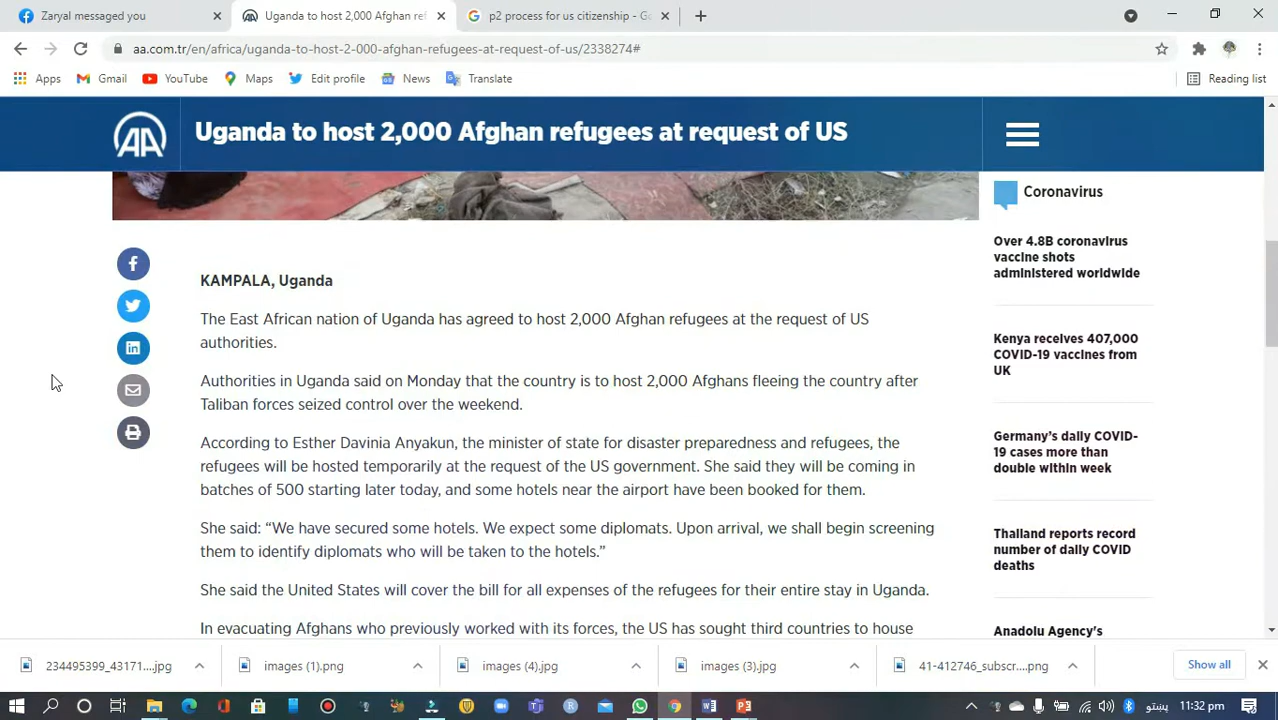 Zaryal messaged you
Uganda to host 2,000 Afghan ref
p2 process for us citizenship - Go
aa.com.tr/en/africa/uganda-to-host-2-000-afghan-refugees-at-request-of-us/2338274#
Apps
Gmail
YouTube
Maps
Edit profile
News
Translate
Reading list
AA
Uganda to host 2,000 Afghan refugees at request of US
Coronavirus
Over 4.8B coronavirus
vaccine shots
administered worldwide
Kenya receives 407,000
COVID-19 vaccines from
UK
Germany's daily COVID-
19 cases more than
double within week
Thailand reports record
number of daily COVID
deaths
Anadolu Agency's
KAMPALA, Uganda
The East African nation of Uganda has agreed to host 2,000 Afghan refugees at the request of US
authorities.
Authorities in Uganda said on Monday that the country is to host 2,000 Afghans fleeing the country after
Taliban forces seized control over the weekend.
According to Esther Davinia Anyakun, the minister of state for disaster preparedness and refugees, the
refugees will be hosted temporarily at the request of the US government. She said they will be coming in
batches of 500 starting later today, and some hotels near the airport have been booked for them.
She said: “We have secured some hotels. We expect some diplomats. Upon arrival, we shall begin screening
them to identify diplomats who will be taken to the hotels.”
She said the United States will cover the bill for all expenses of the refugees for their entire stay in Uganda.
In evacuating Afghans who previously worked with its forces, the US has sought third countries to house
234495399_43171....jpg
images (1).png
images (4).jpg
images (3).jpg
41-412746_subscr....png
Show all
پښتو
11:32 pm